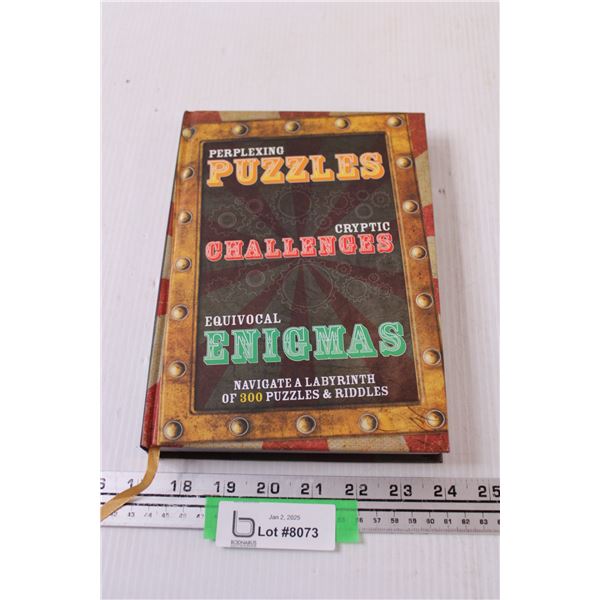 PERPLEXING
PUZZLES
CRYPTIC
CHALLENGES
EQUIVOCAL
ENIGMAS
NAVIGATE A LABYRINTH
OF 300 PUZZLES & RIDDLES
18 19 20 21 22 23 24 25
Jan 2, 2025
b Lot #8073
BODNARUS